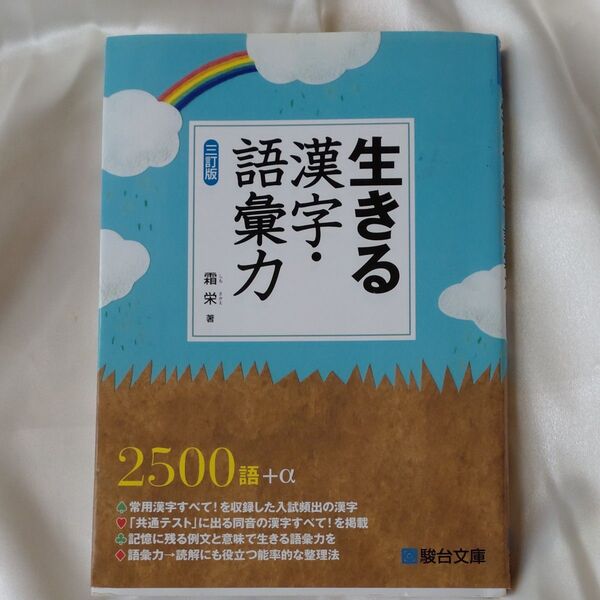 生きる
漢字・
語彙力
三訂版
霜 栄 著
しも さかえ
2500語+α
♠常用漢字すべて!を収録した入試頻出の漢字
♥「共通テスト」に出る同音の漢字すべて!を掲載
♣記憶に残る例文と意味で生きる語彙力を
♦語彙力→読解にも役立つ能率的な整理法
駿台文庫